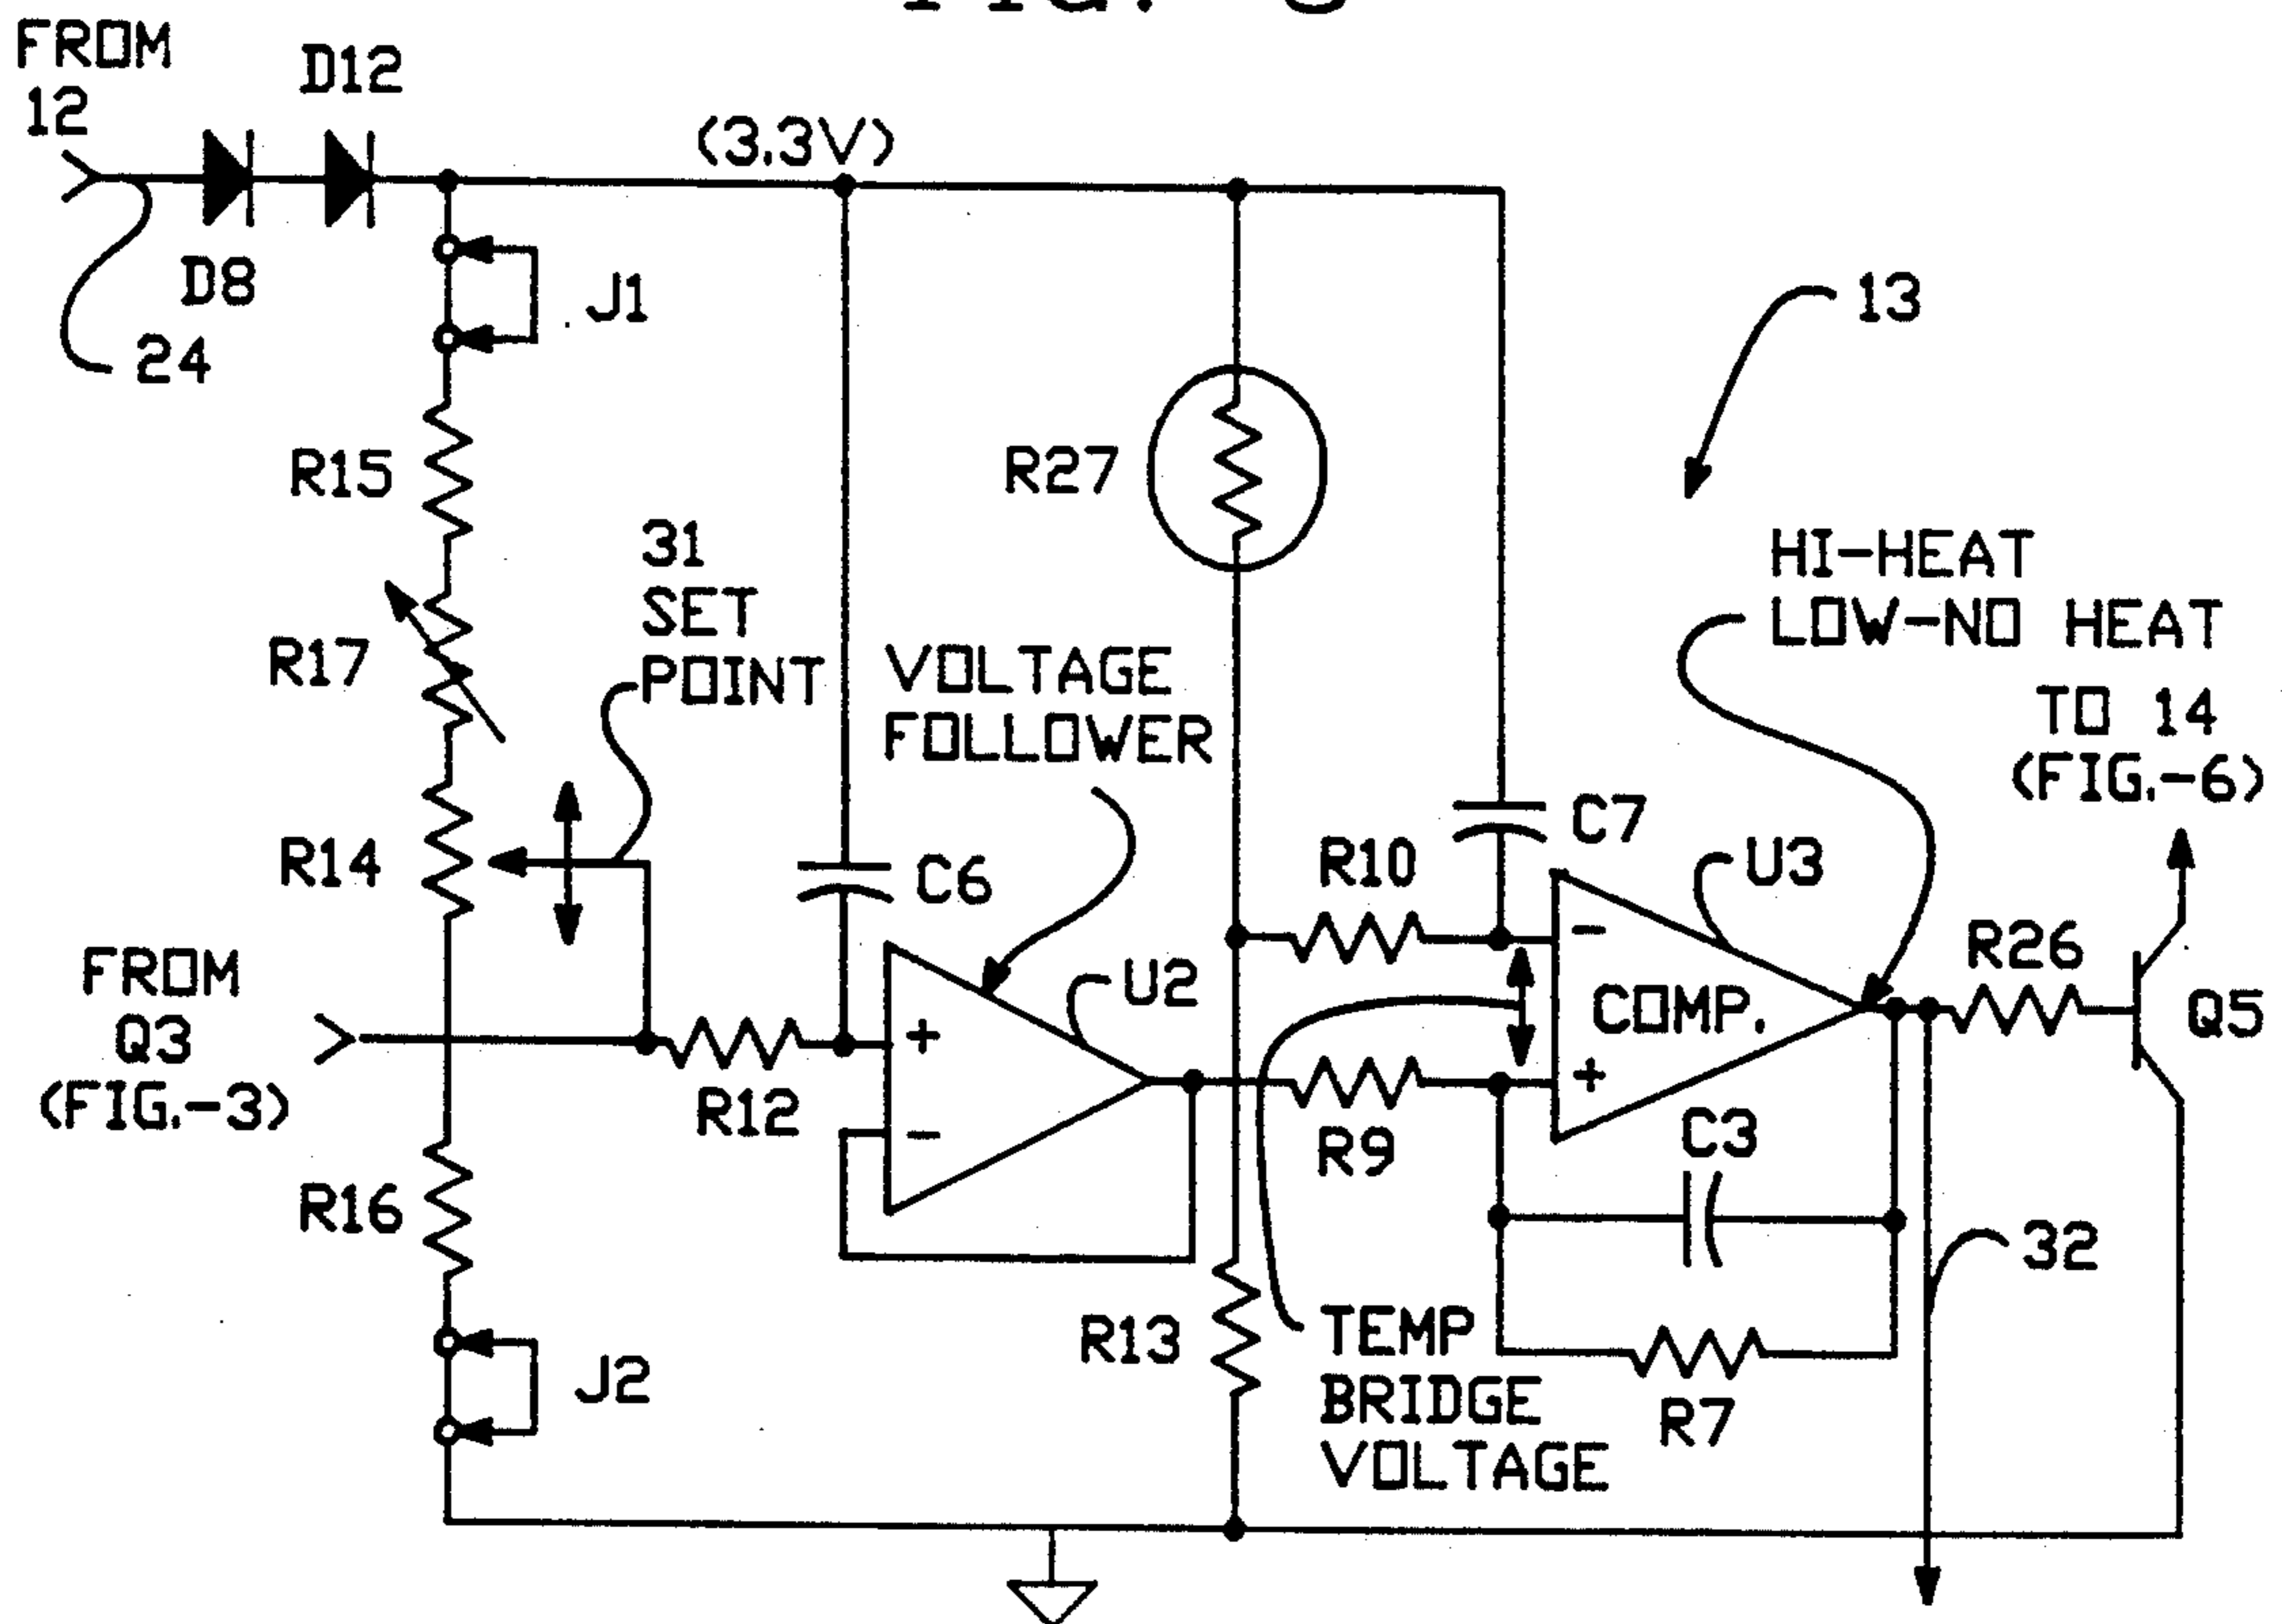 FROM
12
D12
(3.3V)
D8
J1
24
13
R15
R27
31
SET
POINT
HI-HEAT
LOW-NO HEAT
R17
VOLTAGE
FOLLOWER
TO 14
(FIG.-6)
R14
C6
C7
R10
U3
FROM
Q3
(FIG.-3)
U2
R26
+
-
COMP.
Q5
R12
+
-
R9
C3
R16
32
R13
TEMP
BRIDGE
VOLTAGE
J2
R7